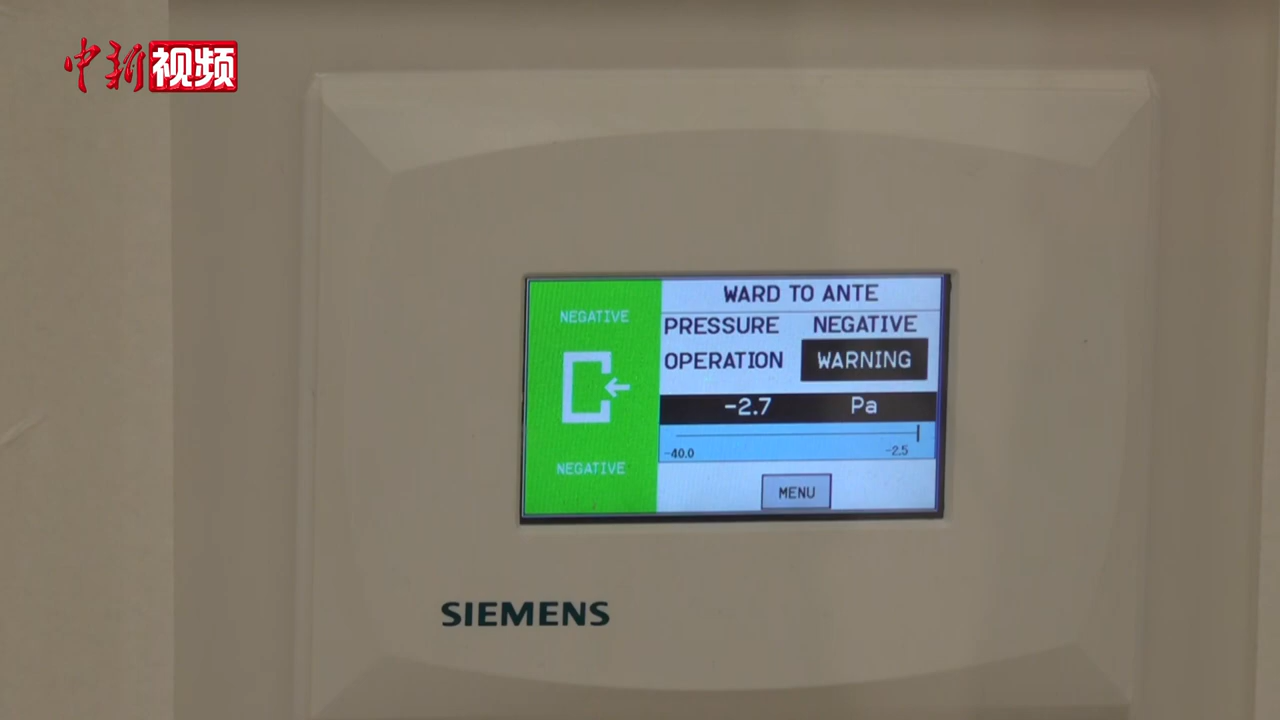 中新视频
NEGATIVE
NEGATIVE
WARD TO ANTE
PRESSURE NEGATIVE
OPERATION WARNING
-2.7 Pa
-40.0 -2.5
MENU
SIEMENS